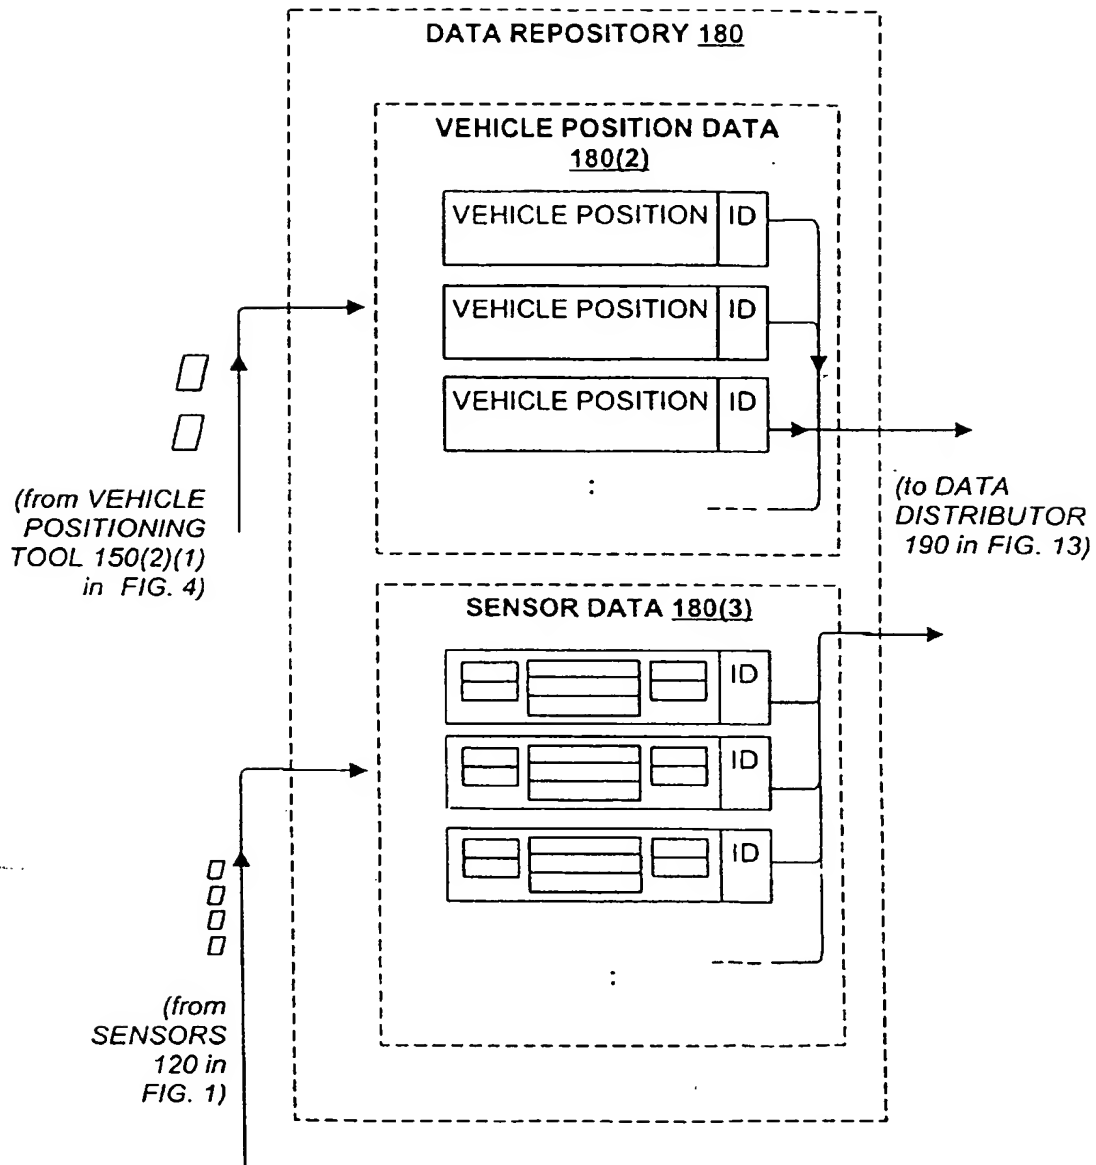 DATA REPOSITORY 180
VEHICLE POSITION DATA
180(2)
VEHICLE POSITION ID
VEHICLE POSITION ID
VEHICLE POSITION ID
:
(from VEHICLE
POSITIONING
TOOL 150(2)(1)
in FIG. 4)
(to DATA
DISTRIBUTOR
190 in FIG. 13)
SENSOR DATA 180(3)
ID
ID
ID
:
(from
SENSORS
120 in
FIG. 1)